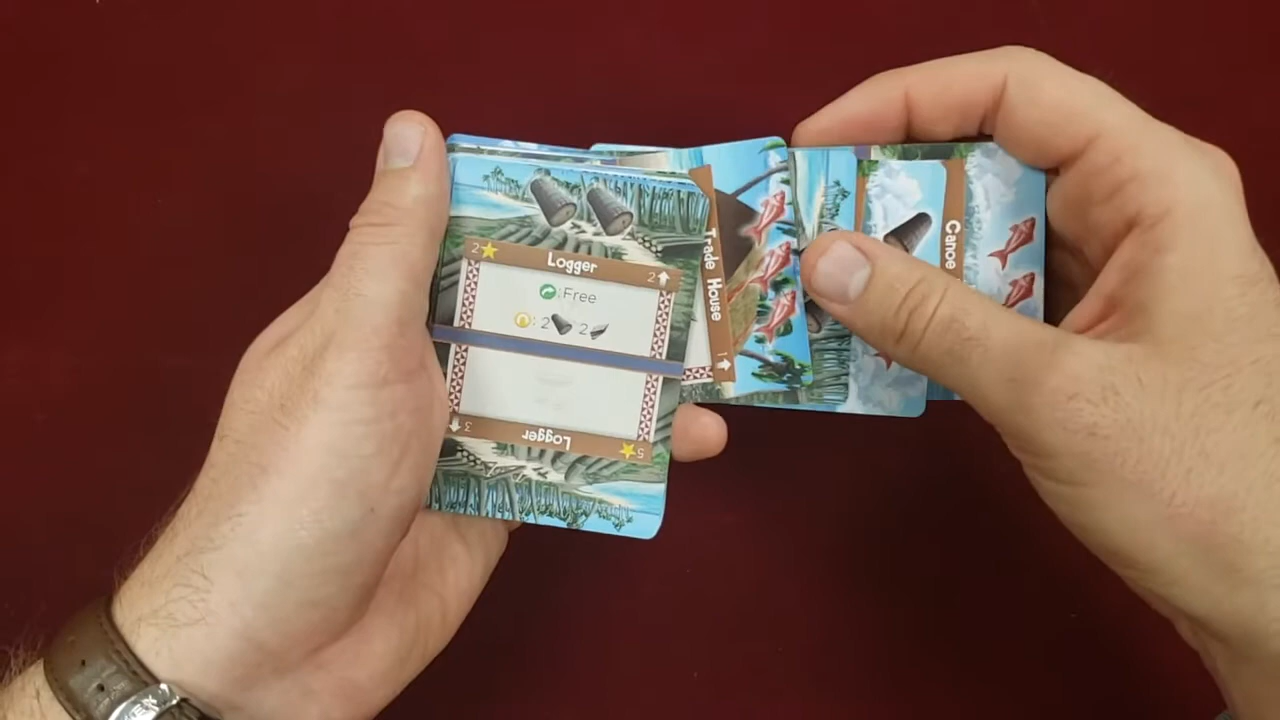 2 Logger 2
: Free
: 2 2
3 Logger 5
Trade House
1
Canoe